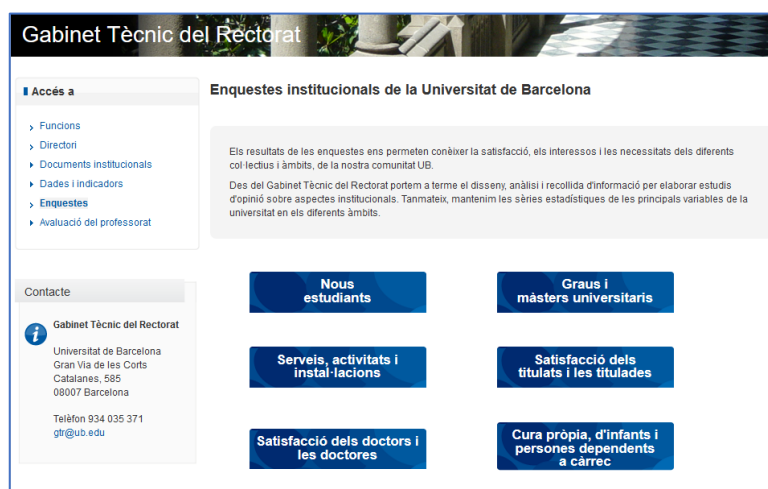 Gabinet Tècnic del Rectorat
Accés a
Funcions
Directori
Documents institucionals
Dades i indicadors
Enquestes
Avaluació del professorat
Contacte
Gabinet Tècnic del Rectorat
Universitat de Barcelona
Gran Via de les Corts
Catalanes, 585
08007 Barcelona
Telèfon 934 035 371
gtr@ub.edu
Enquestes institucionals de la Universitat de Barcelona
Els resultats de les enquestes ens permeten conèixer la satisfacció, els interessos i les necessitats dels diferents
col·lectius i àmbits, de la nostra comunitat UB.
Des del Gabinet Tècnic del Rectorat portem a terme el disseny, anàlisi i recollida d'informació per elaborar estudis
d'opinió sobre aspectes institucionals. Tanmateix, mantenim les sèries estadístiques de les principals variables de la
universitat en els diferents àmbits.
Nous
estudiants
Graus i
màsters universitaris
Serveis, activitats i
instal·lacions
Satisfacció dels
titulats i les titulades
Satisfacció dels doctors i
les doctores
Cura pròpia, d'infants i
persones dependents
a càrrec